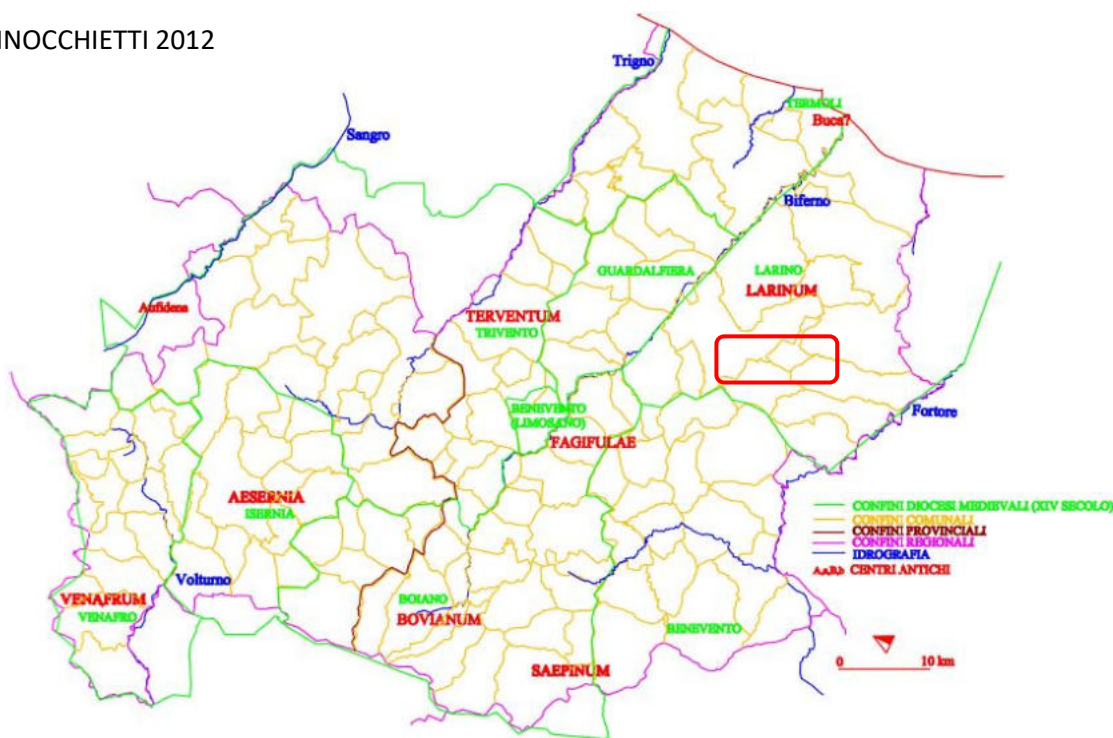 INOCCHIETTI 2012
Trigno
TERMOLI
Buca?
Sangro
Biferno
GUARDALFIERA
LARINO
LARINUM
Aufidena
TERVENTUM
TRIVENTO
BENEVENTO
(LIMOSANO)
FAGIFULAE
Fortore
AESERNIA
ISERNIA
CONFINI DIOCESI MEDIEVALI (XIV SECOLO)
CONFINI COMUNALI
CONFINI PROVINCIALI
CONFINI REGIONALI
IDROGRAFIA
CENTRI ANTICHI
Volturno
VENAFRUM
VENAFRO
BOIANO
BOVIANUM
BENEVENTO
SAEPINUM
0 10 km